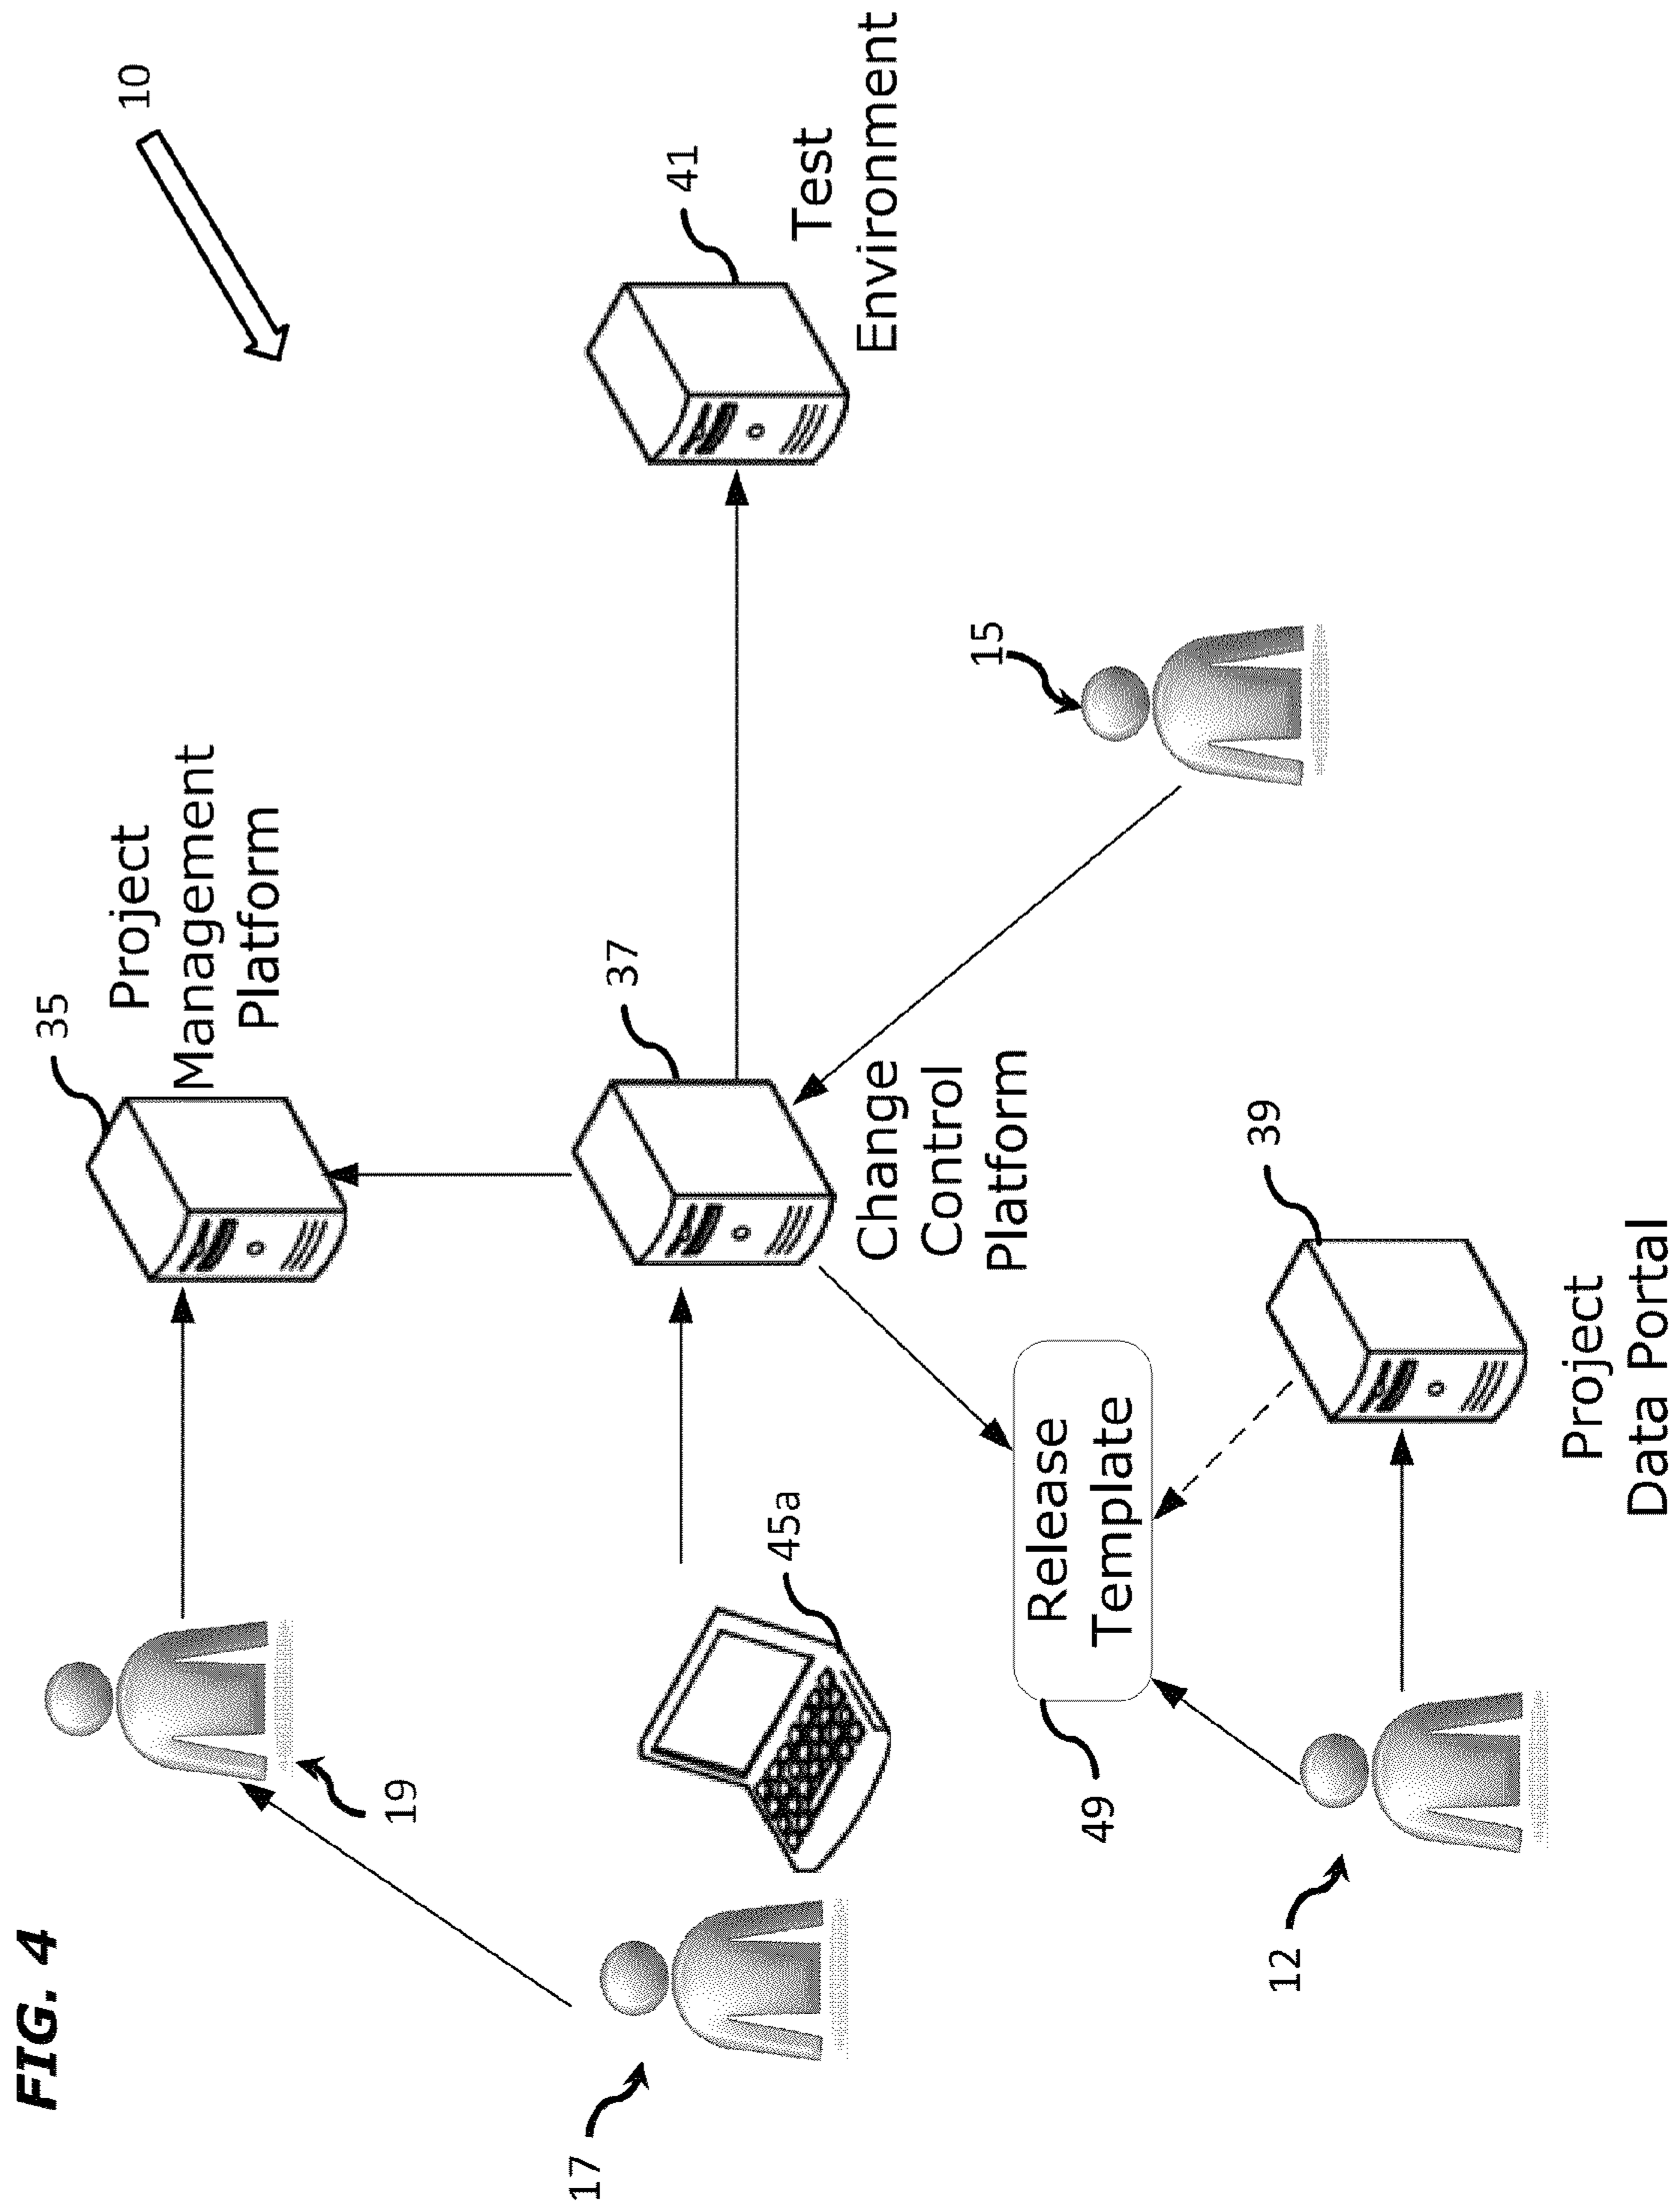 FIG. 4
10
35
Project
Management
Platform
19
37
41
Test
Environment
17
45a
Change
Control
Platform
15
Release
Template
49
39
12
Project
Data Portal